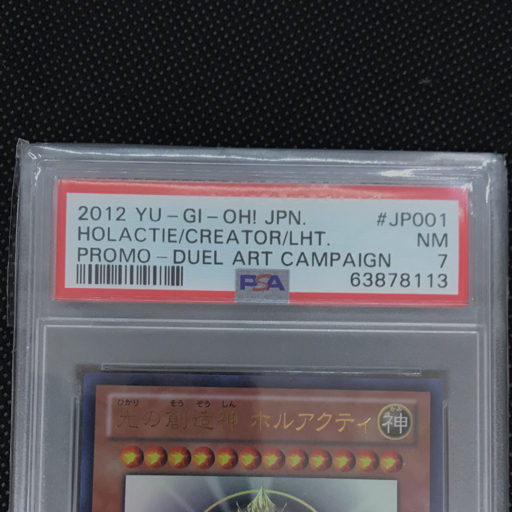 2012 YU-GI-OH! JPN. #JP001
HOLACTIE/CREATOR/LHT. NM
PROMO-DUEL ART CAMPAIGN 7
PSA 63878113
ひかり そう ぞう しん
光の創造神 ホルアクティ
かみ
神